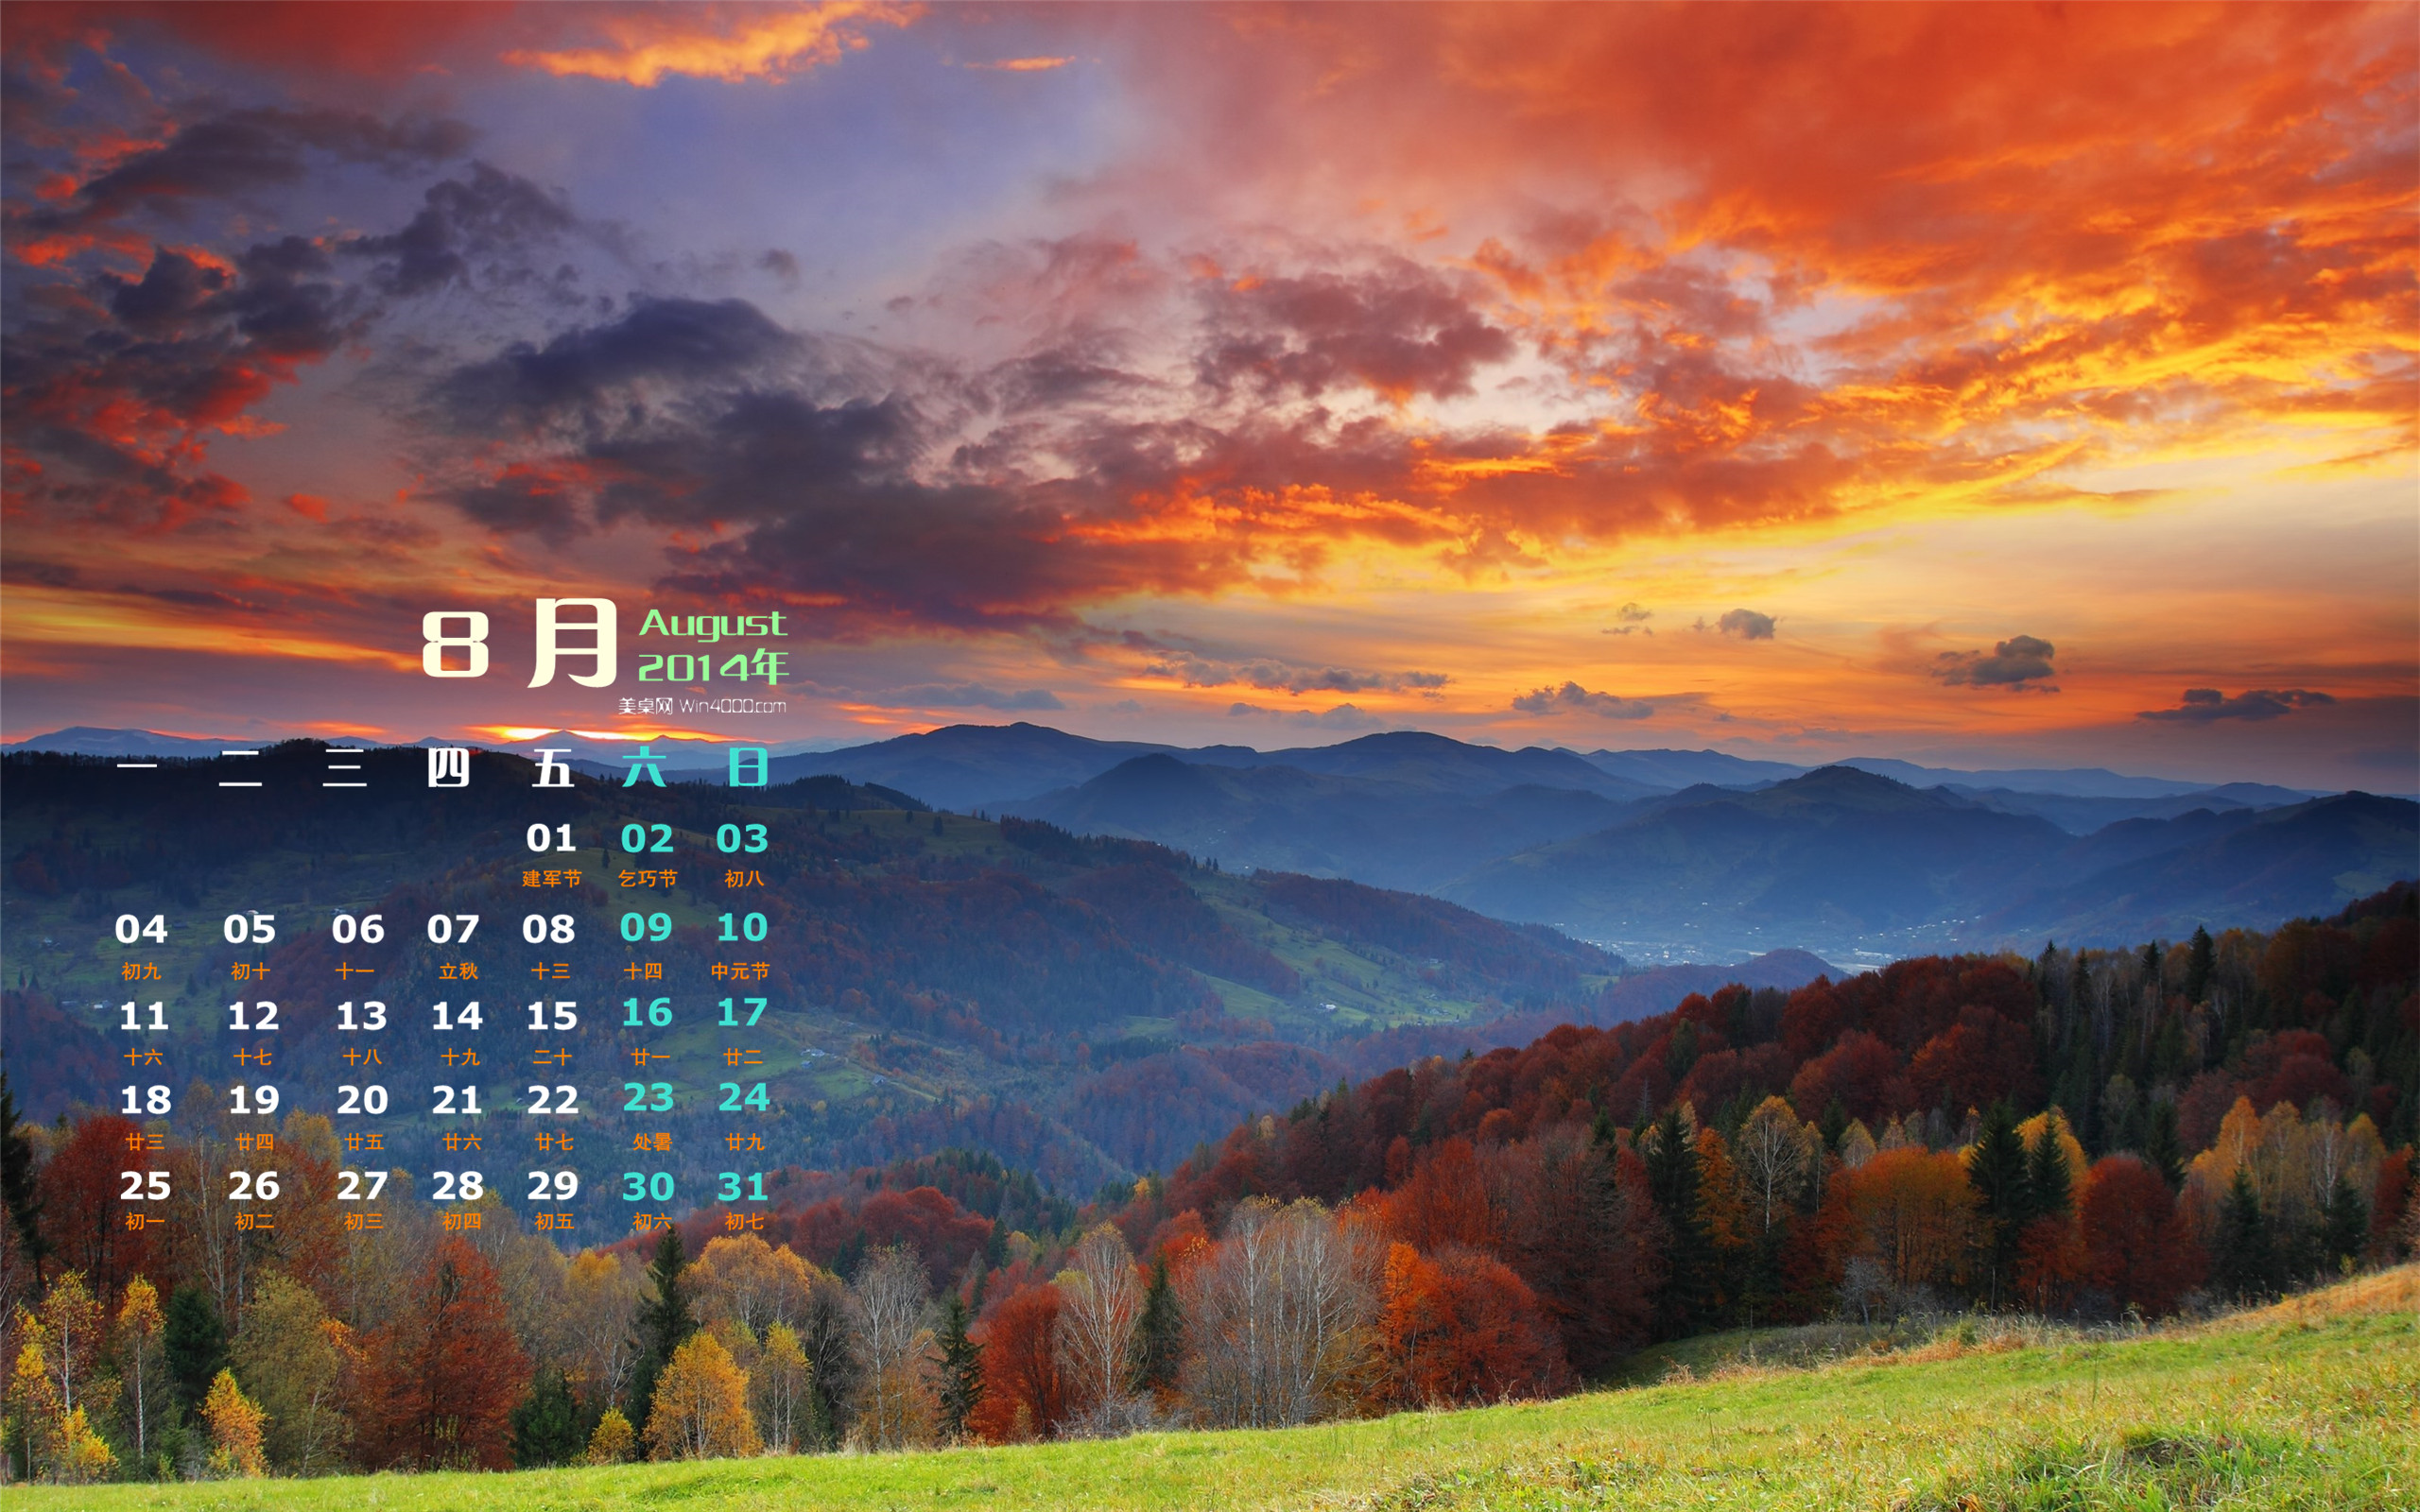 8月 August
2014年
美桌网 Win4000.com
一 二 三 四 五 六 日
01 02 03
建军节 乞巧节 初八
04 05 06 07 08 09 10
初九 初十 十一 立秋 十三 十四 中元节
11 12 13 14 15 16 17
十六 十七 十八 十九 二十 廿一 廿二
18 19 20 21 22 23 24
廿三 廿四 廿五 廿六 廿七 处暑 廿九
25 26 27 28 29 30 31
初一 初二 初三 初四 初五 初六 初七